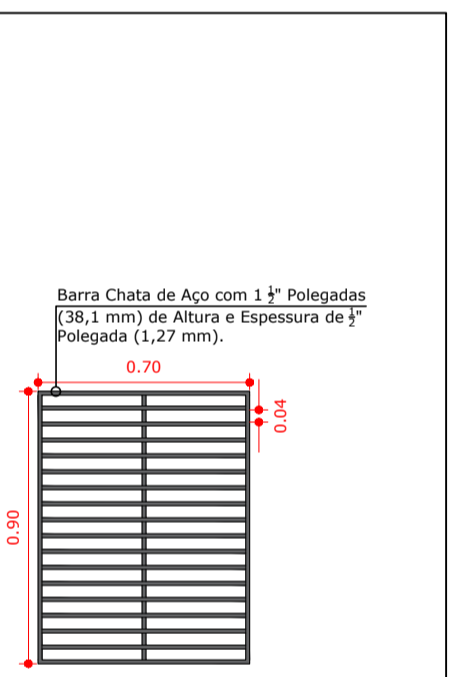 Barra Chata de Aço com 1 ½" Polegadas
(38,1 mm) de Altura e Espessura de ½"
Polegada (1,27 mm).
0.70
0.04
0.90